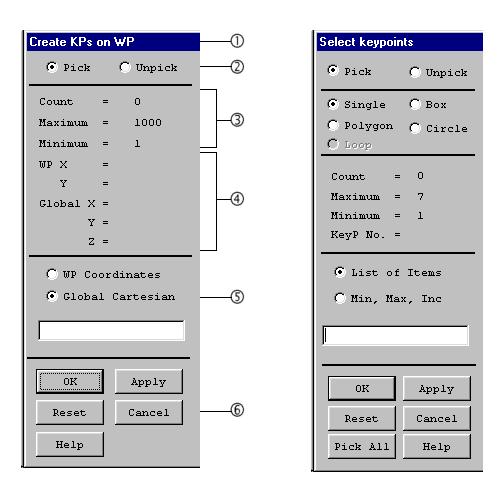 Create KPs on WP ①
Pick Unpick ②
Count = 0
Maximum = 1000 ③
Minimum = 1
WP X =
Y = ④
Global X =
Y =
Z =
WP Coordinates
Global Cartesian ⑤
OK Apply
Reset Cancel ⑥
Help
Select keypoints
Pick Unpick
Single Box
Polygon Circle
Loop
Count = 0
Maximum = 7
Minimum = 1
KeyP No. =
List of Items
Min, Max, Inc
OK Apply
Reset Cancel
Pick All Help